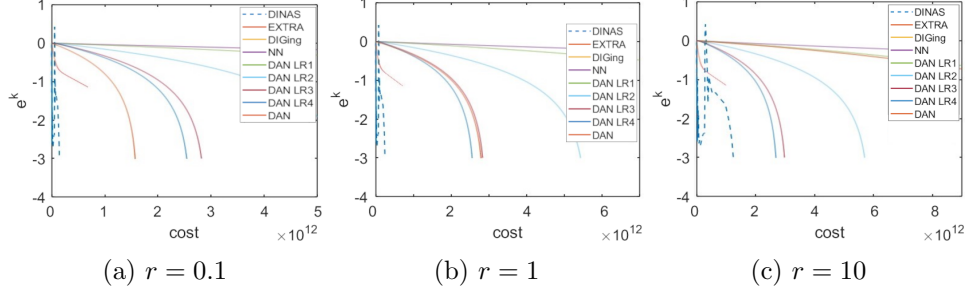 1
0
-1
-2
-3
-4
e^k
0 1 2 3 4 5
cost
×10^12
DINAS
EXTRA
DIGing
NN
DAN LR1
DAN LR2
DAN LR3
DAN LR4
DAN
(a) r = 0.1
1
0
-1
-2
-3
-4
e^k
0 2 4 6
cost
×10^12
DINAS
EXTRA
DIGing
NN
DAN LR1
DAN LR2
DAN LR3
DAN LR4
DAN
(b) r = 1
1
0
-1
-2
-3
-4
e^k
0 2 4 6 8
cost
×10^12
DINAS
EXTRA
DIGing
NN
DAN LR1
DAN LR2
DAN LR3
DAN LR4
DAN
(c) r = 10